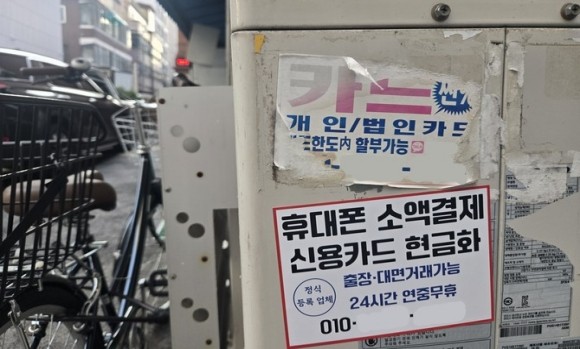 카드
개 인/법인카드
한도內 할부가능
휴대폰 소액결제
신용카드 현금화
출장·대면거래가능
24시간 연중무휴
정식
등록 업체
010-